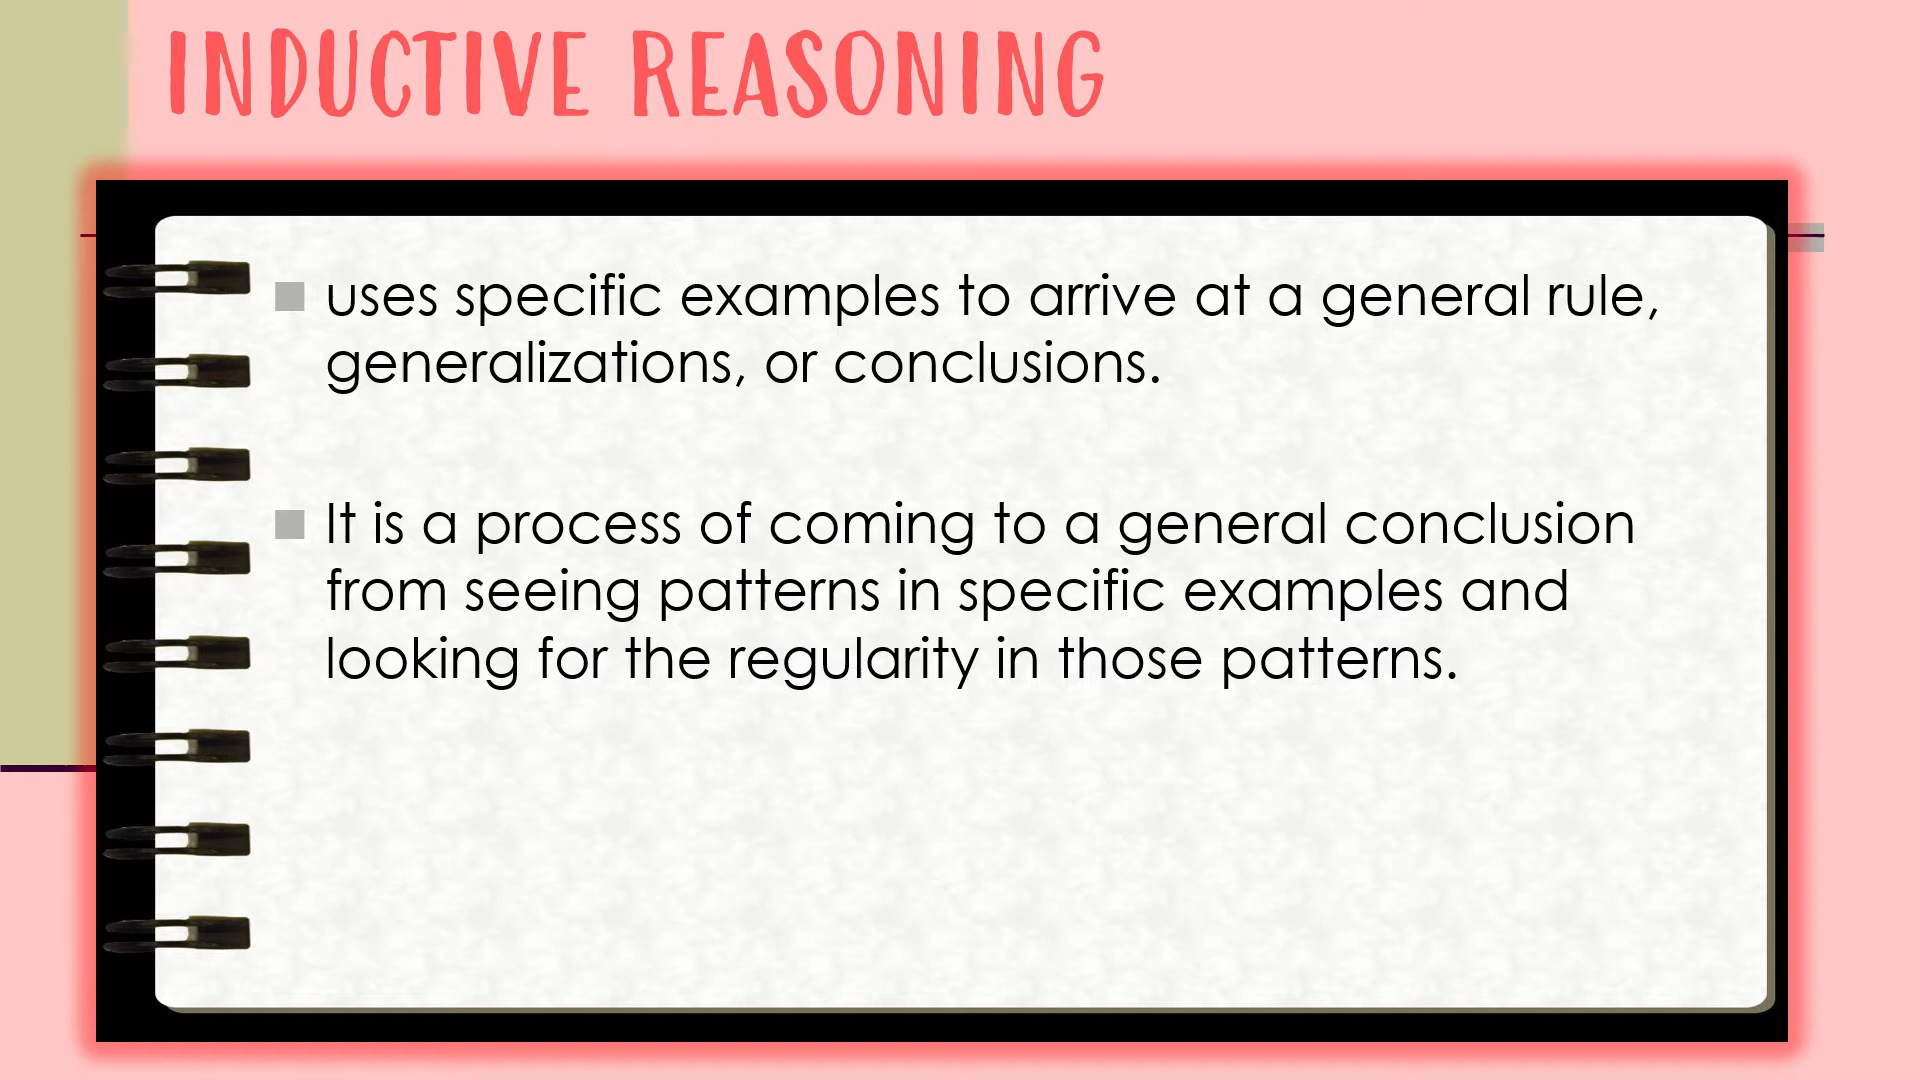 INDUCTIVE REASONING
uses specific examples to arrive at a general rule,
generalizations, or conclusions.
It is a process of coming to a general conclusion
from seeing patterns in specific examples and
looking for the regularity in those patterns.